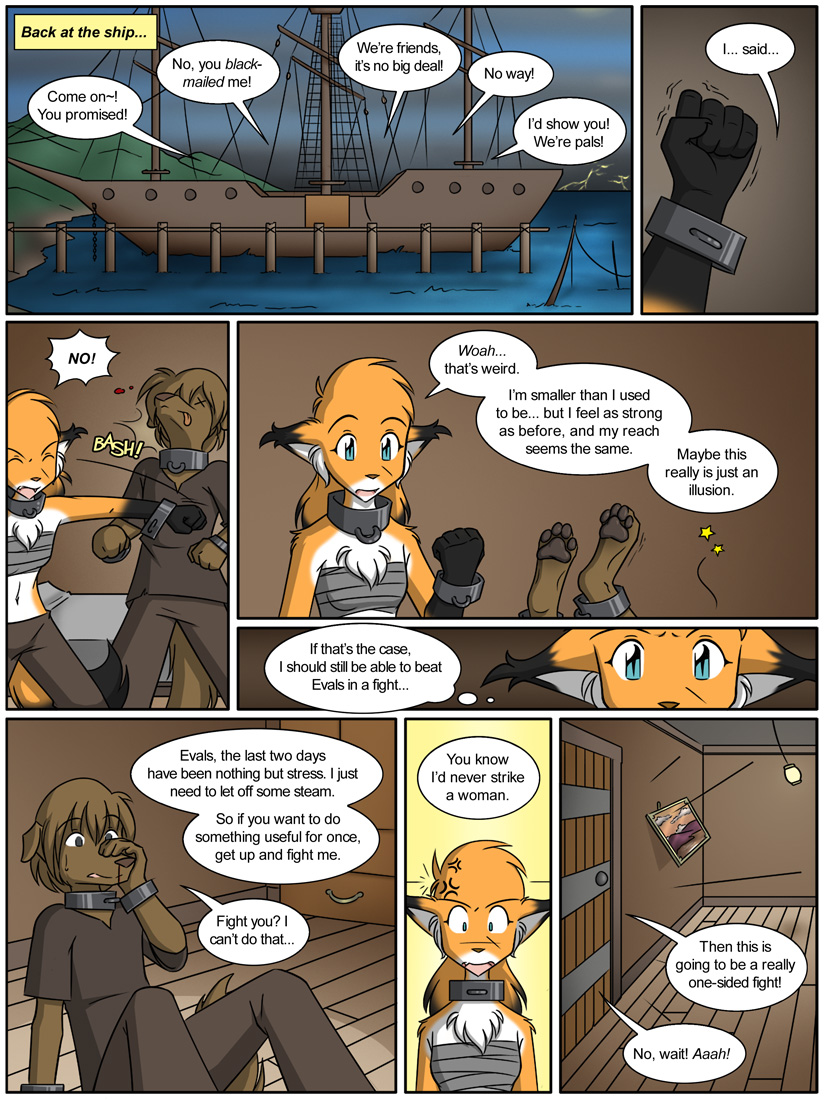 Back at the ship...
Come on~!
You promised!
No, you black-
mailed me!
We're friends,
it's no big deal!
No way!
I'd show you!
We're pals!
I... said...
NO!
BASH!
Woah...
that's weird.
I'm smaller than I used
to be... but I feel as strong
as before, and my reach
seems the same.
Maybe this
really is just an
illusion.
If that's the case,
I should still be able to beat
Evals in a fight...
Evals, the last two days
have been nothing but stress. I just
need to let off some steam.
So if you want to do
something useful for once,
get up and fight me.
Fight you? I
can't do that...
You know
I'd never strike
a woman.
Then this is
going to be a really
one-sided fight!
No, wait! Aaah!